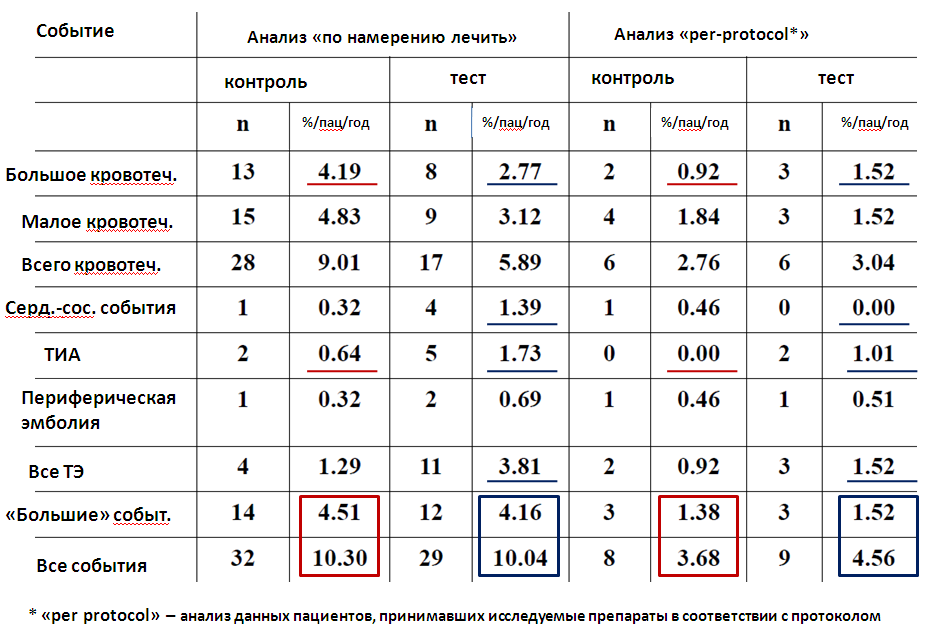 Событие Анализ «по намерению лечить» Анализ «per-protocol*»
контроль тест контроль тест
n %/пац/год n %/пац/год n %/пац/год n %/пац/год
Большое кровотеч. 13 4.19 8 2.77 2 0.92 3 1.52
Малое кровотеч. 15 4.83 9 3.12 4 1.84 3 1.52
Всего кровотеч. 28 9.01 17 5.89 6 2.76 6 3.04
Серд.-сос. события 1 0.32 4 1.39 1 0.46 0 0.00
ТИА 2 0.64 5 1.73 0 0.00 2 1.01
Периферическая
эмболия 1 0.32 2 0.69 1 0.46 1 0.51
Все ТЭ 4 1.29 11 3.81 2 0.92 3 1.52
«Большие» событ. 14 4.51 12 4.16 3 1.38 3 1.52
Все события 32 10.30 29 10.04 8 3.68 9 4.56
* «per protocol» – анализ данных пациентов, принимавших исследуемые препараты в соответствии с протоколом